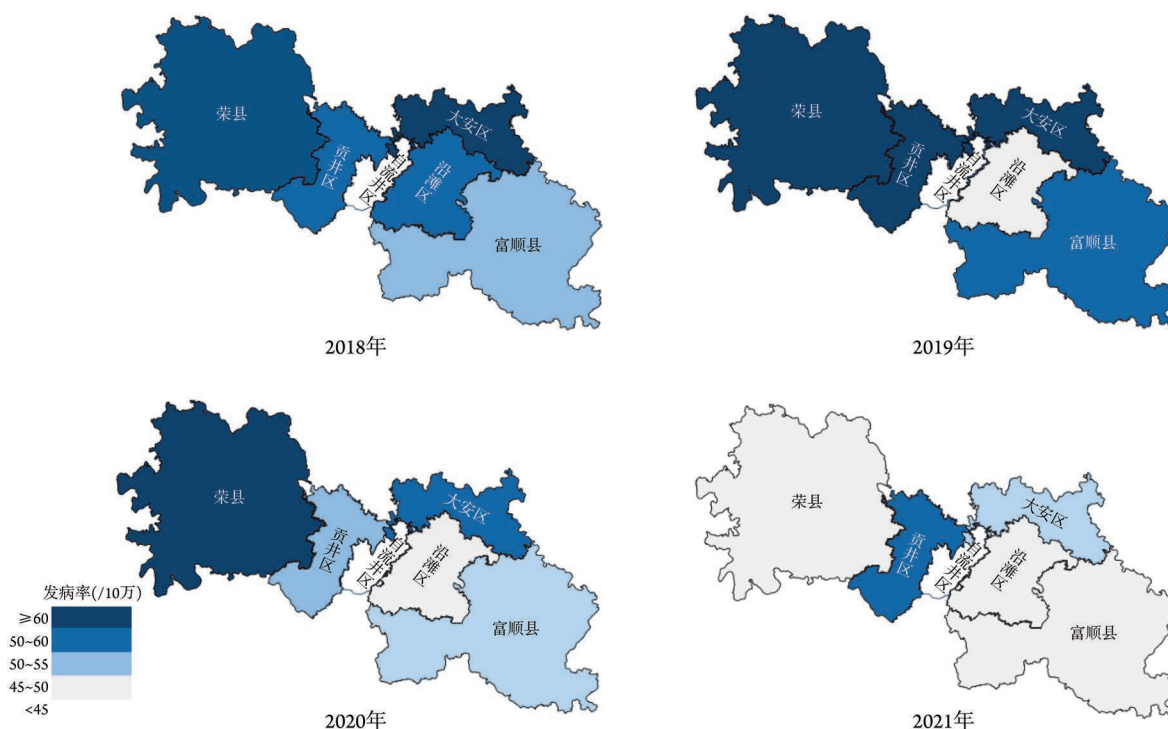 荣县
大安区
贡井区
自流井区
沿滩区
富顺县
2018年
荣县
大安区
贡井区
自流井区
沿滩区
富顺县
2019年
荣县
大安区
贡井区
自流井区
沿滩区
富顺县
2020年
发病率(/10万)
≥60
50~60
50~55
45~50
<45
荣县
大安区
贡井区
自流井区
沿滩区
富顺县
2021年